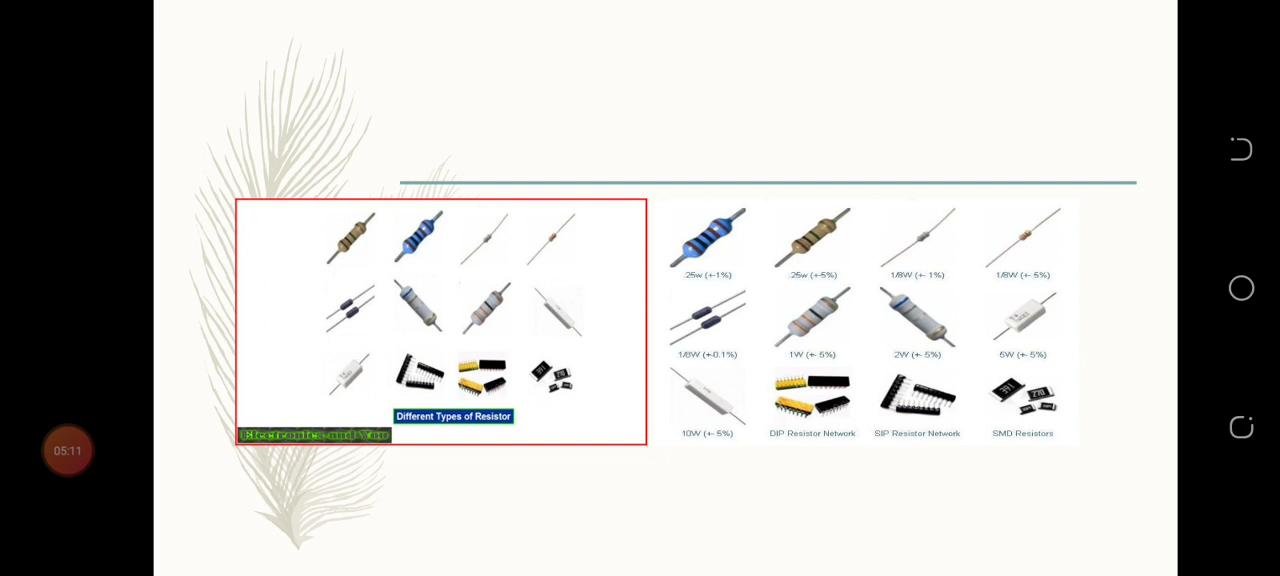 .25w (+-1%)
.25w (+-5%)
1/8W (+- 1%)
1/8W (+- 5%)
1/8W (+-0.1%)
1W (+- 5%)
2W (+- 5%)
5W (+- 5%)
10W (+- 5%)
DIP Resistor Network
SIP Resistor Network
SMD Resistors
Different Types of Resistor
Electronics and You
05:11